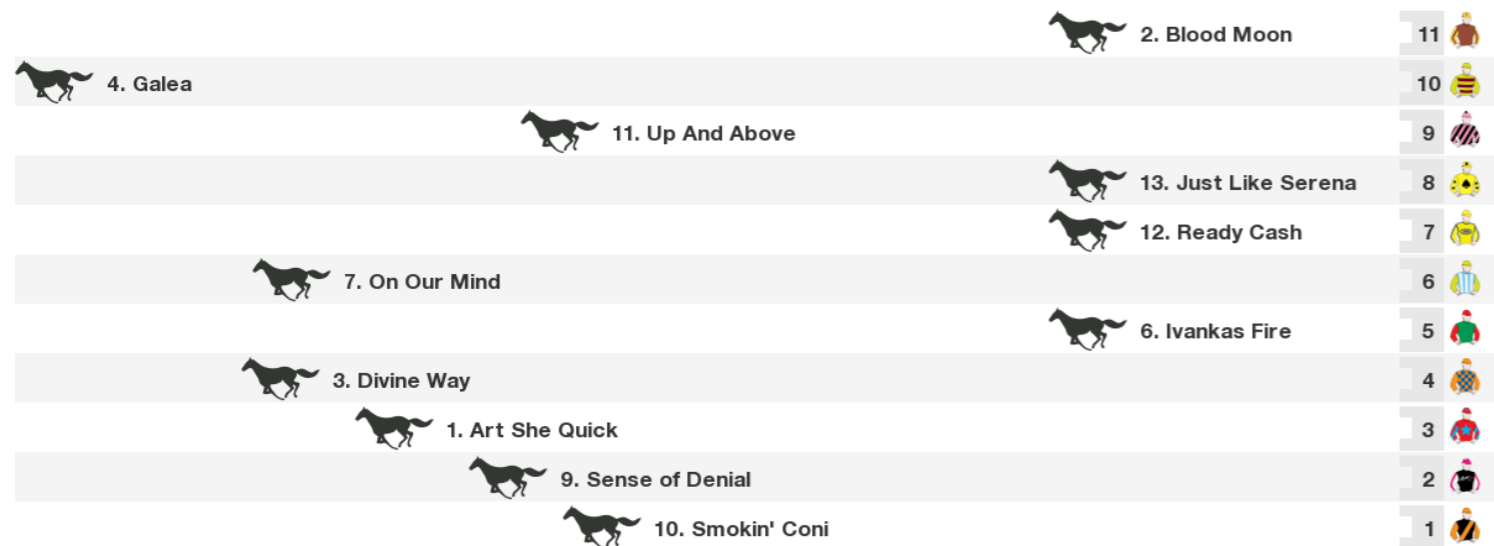 2. Blood Moon 11
4. Galea 10
11. Up And Above 9
13. Just Like Serena 8
12. Ready Cash 7
7. On Our Mind 6
6. Ivankas Fire 5
3. Divine Way 4
1. Art She Quick 3
9. Sense of Denial 2
10. Smokin' Coni 1